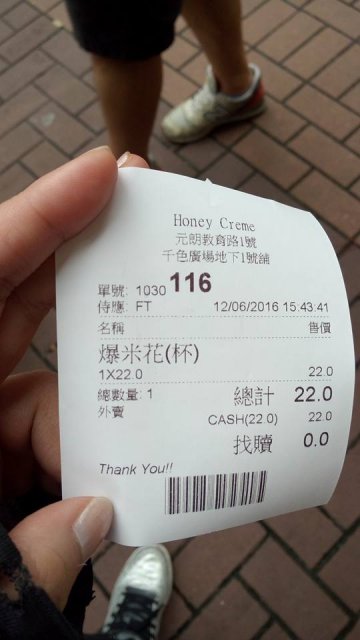 Honey Creme
元朗教育路1號
千色廣場地下1號舖
單號: 1030 116
侍應: FT 12/06/2016 15:43:41
名稱 售價
爆米花(杯)
1X22.0 22.0
總數量: 1 總計 22.0
外賣 CASH(22.0) 22.0
找贖 0.0
Thank You!!